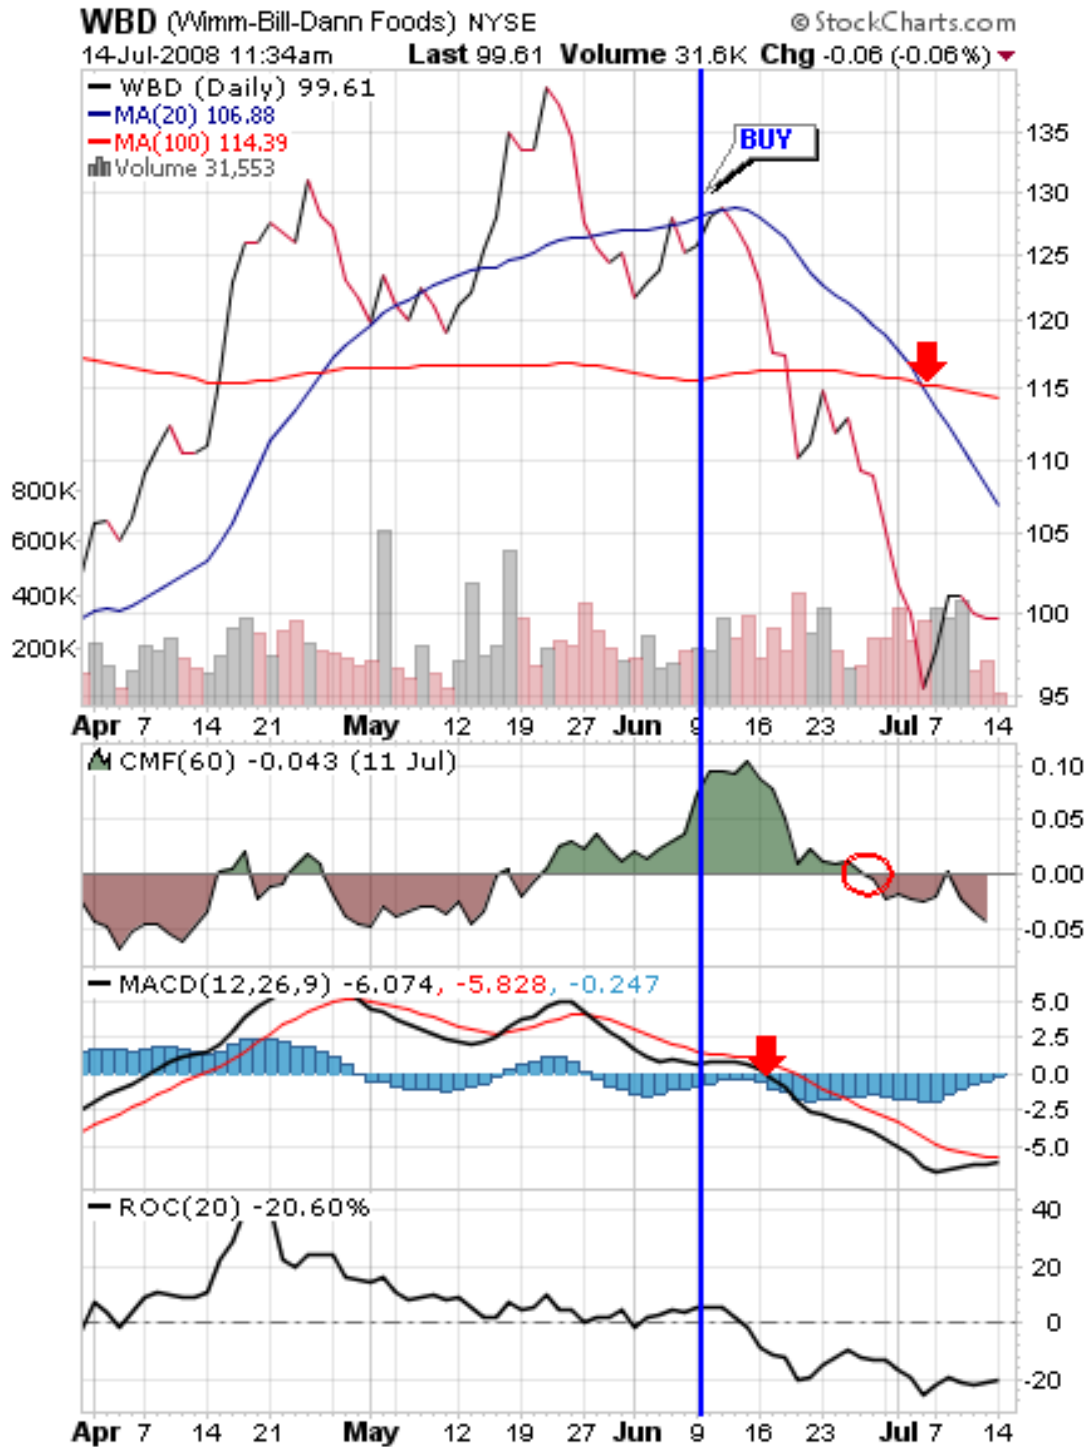 WBD (Wimm-Bill-Dann Foods) NYSE © StockCharts.com
14-Jul-2008 11:34am Last 99.61 Volume 31.6K Chg -0.06 (-0.06%)
WBD (Daily) 99.61
MA(20) 106.88
MA(100) 114.39
Volume 31,553
BUY
135
130
125
120
115
110
105
100
95
800K
600K
400K
200K
Apr 7 14 21 May 12 19 27 Jun 9 16 23 Jul 7 14
CMF(60) -0.043 (11 Jul)
0.10
0.05
0.00
-0.05
MACD(12,26,9) -6.074, -5.828, -0.247
5.0
2.5
0.0
-2.5
-5.0
ROC(20) -20.60%
40
20
0
-20
Apr 7 14 21 May 12 19 27 Jun 9 16 23 Jul 7 14